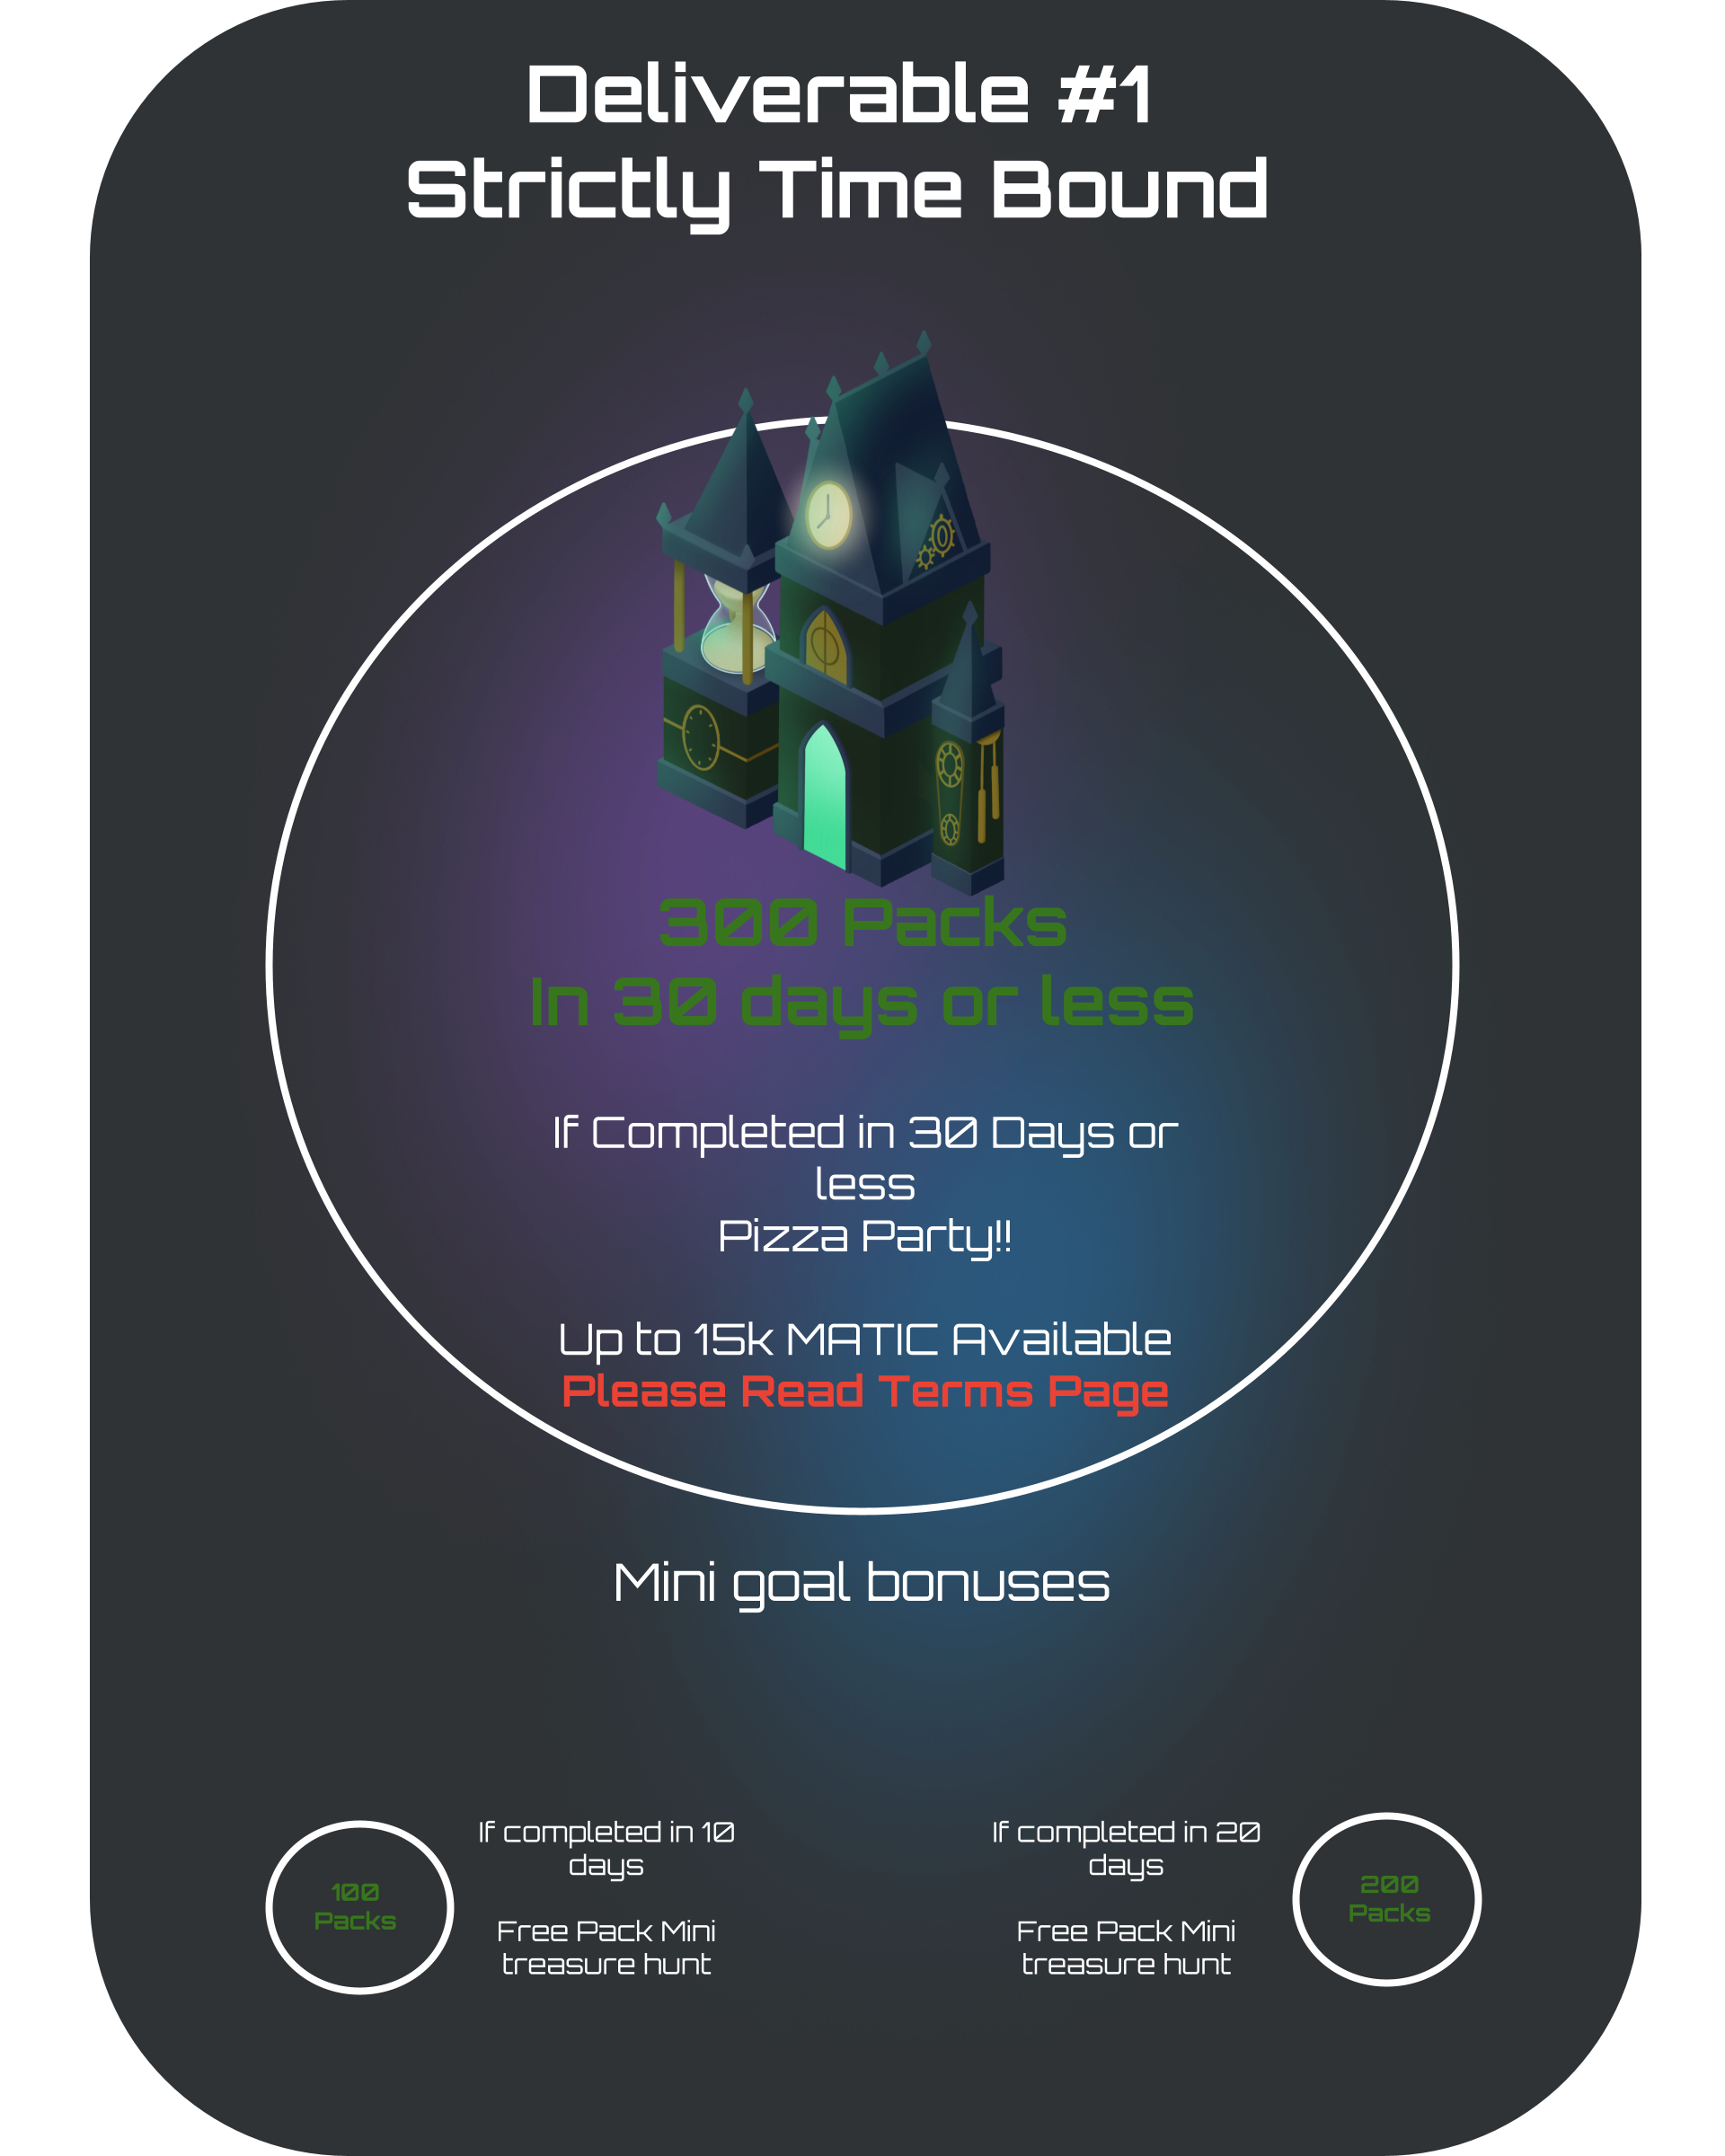 Deliverable #1
Strictly Time Bound
300 Packs
In 30 days or less
If Completed in 30 Days or
less
Pizza Party!!
Up to 15k MATIC Available
Please Read Terms Page
Mini goal bonuses
100
Packs
If completed in 10
days
Free Pack Mini
treasure hunt
If completed in 20
days
Free Pack Mini
treasure hunt
200
Packs